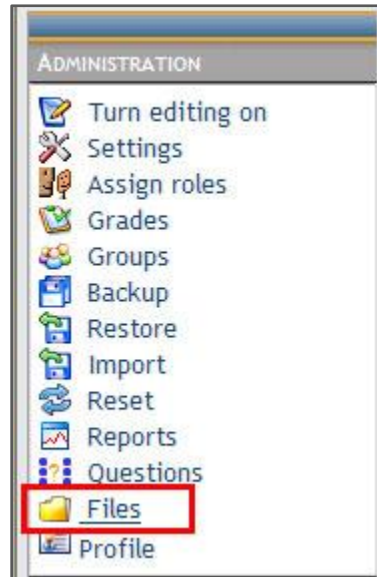 ADMINISTRATION
Turn editing on
Settings
Assign roles
Grades
Groups
Backup
Restore
Import
Reset
Reports
Questions
Files
Profile